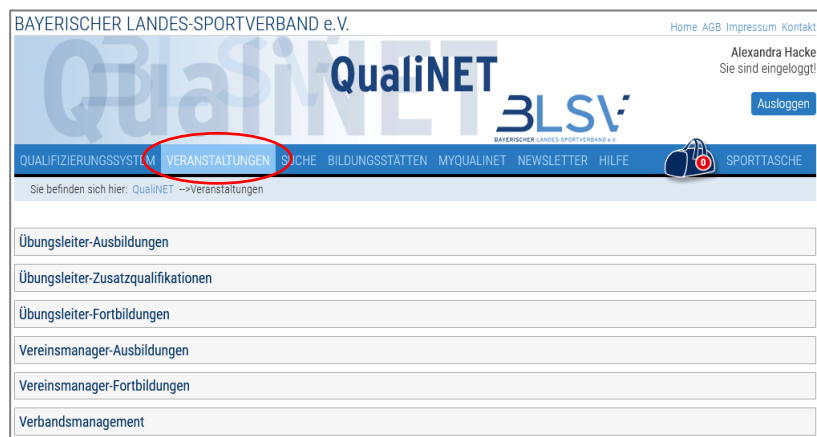 BAYERISCHER LANDES-SPORTVERBAND e.V.
Home AGB Impressum Kontakt
QualiNET
BLSV
QualiNET
BLSV
BAYERISCHER LANDES-SPORTVERBAND e.V.
Alexandra Hacke
Sie sind eingeloggt!
Ausloggen
QUALIFIZIERUNGSSYSTEM VERANSTALTUNGEN SUCHE BILDUNGSSTÄTTEN MYQUALINET NEWSLETTER HILFE 0 SPORTTASCHE
Sie befinden sich hier: QualiNET -->Veranstaltungen
Übungsleiter-Ausbildungen
Übungsleiter-Zusatzqualifikationen
Übungsleiter-Fortbildungen
Vereinsmanager-Ausbildungen
Vereinsmanager-Fortbildungen
Verbandsmanagement